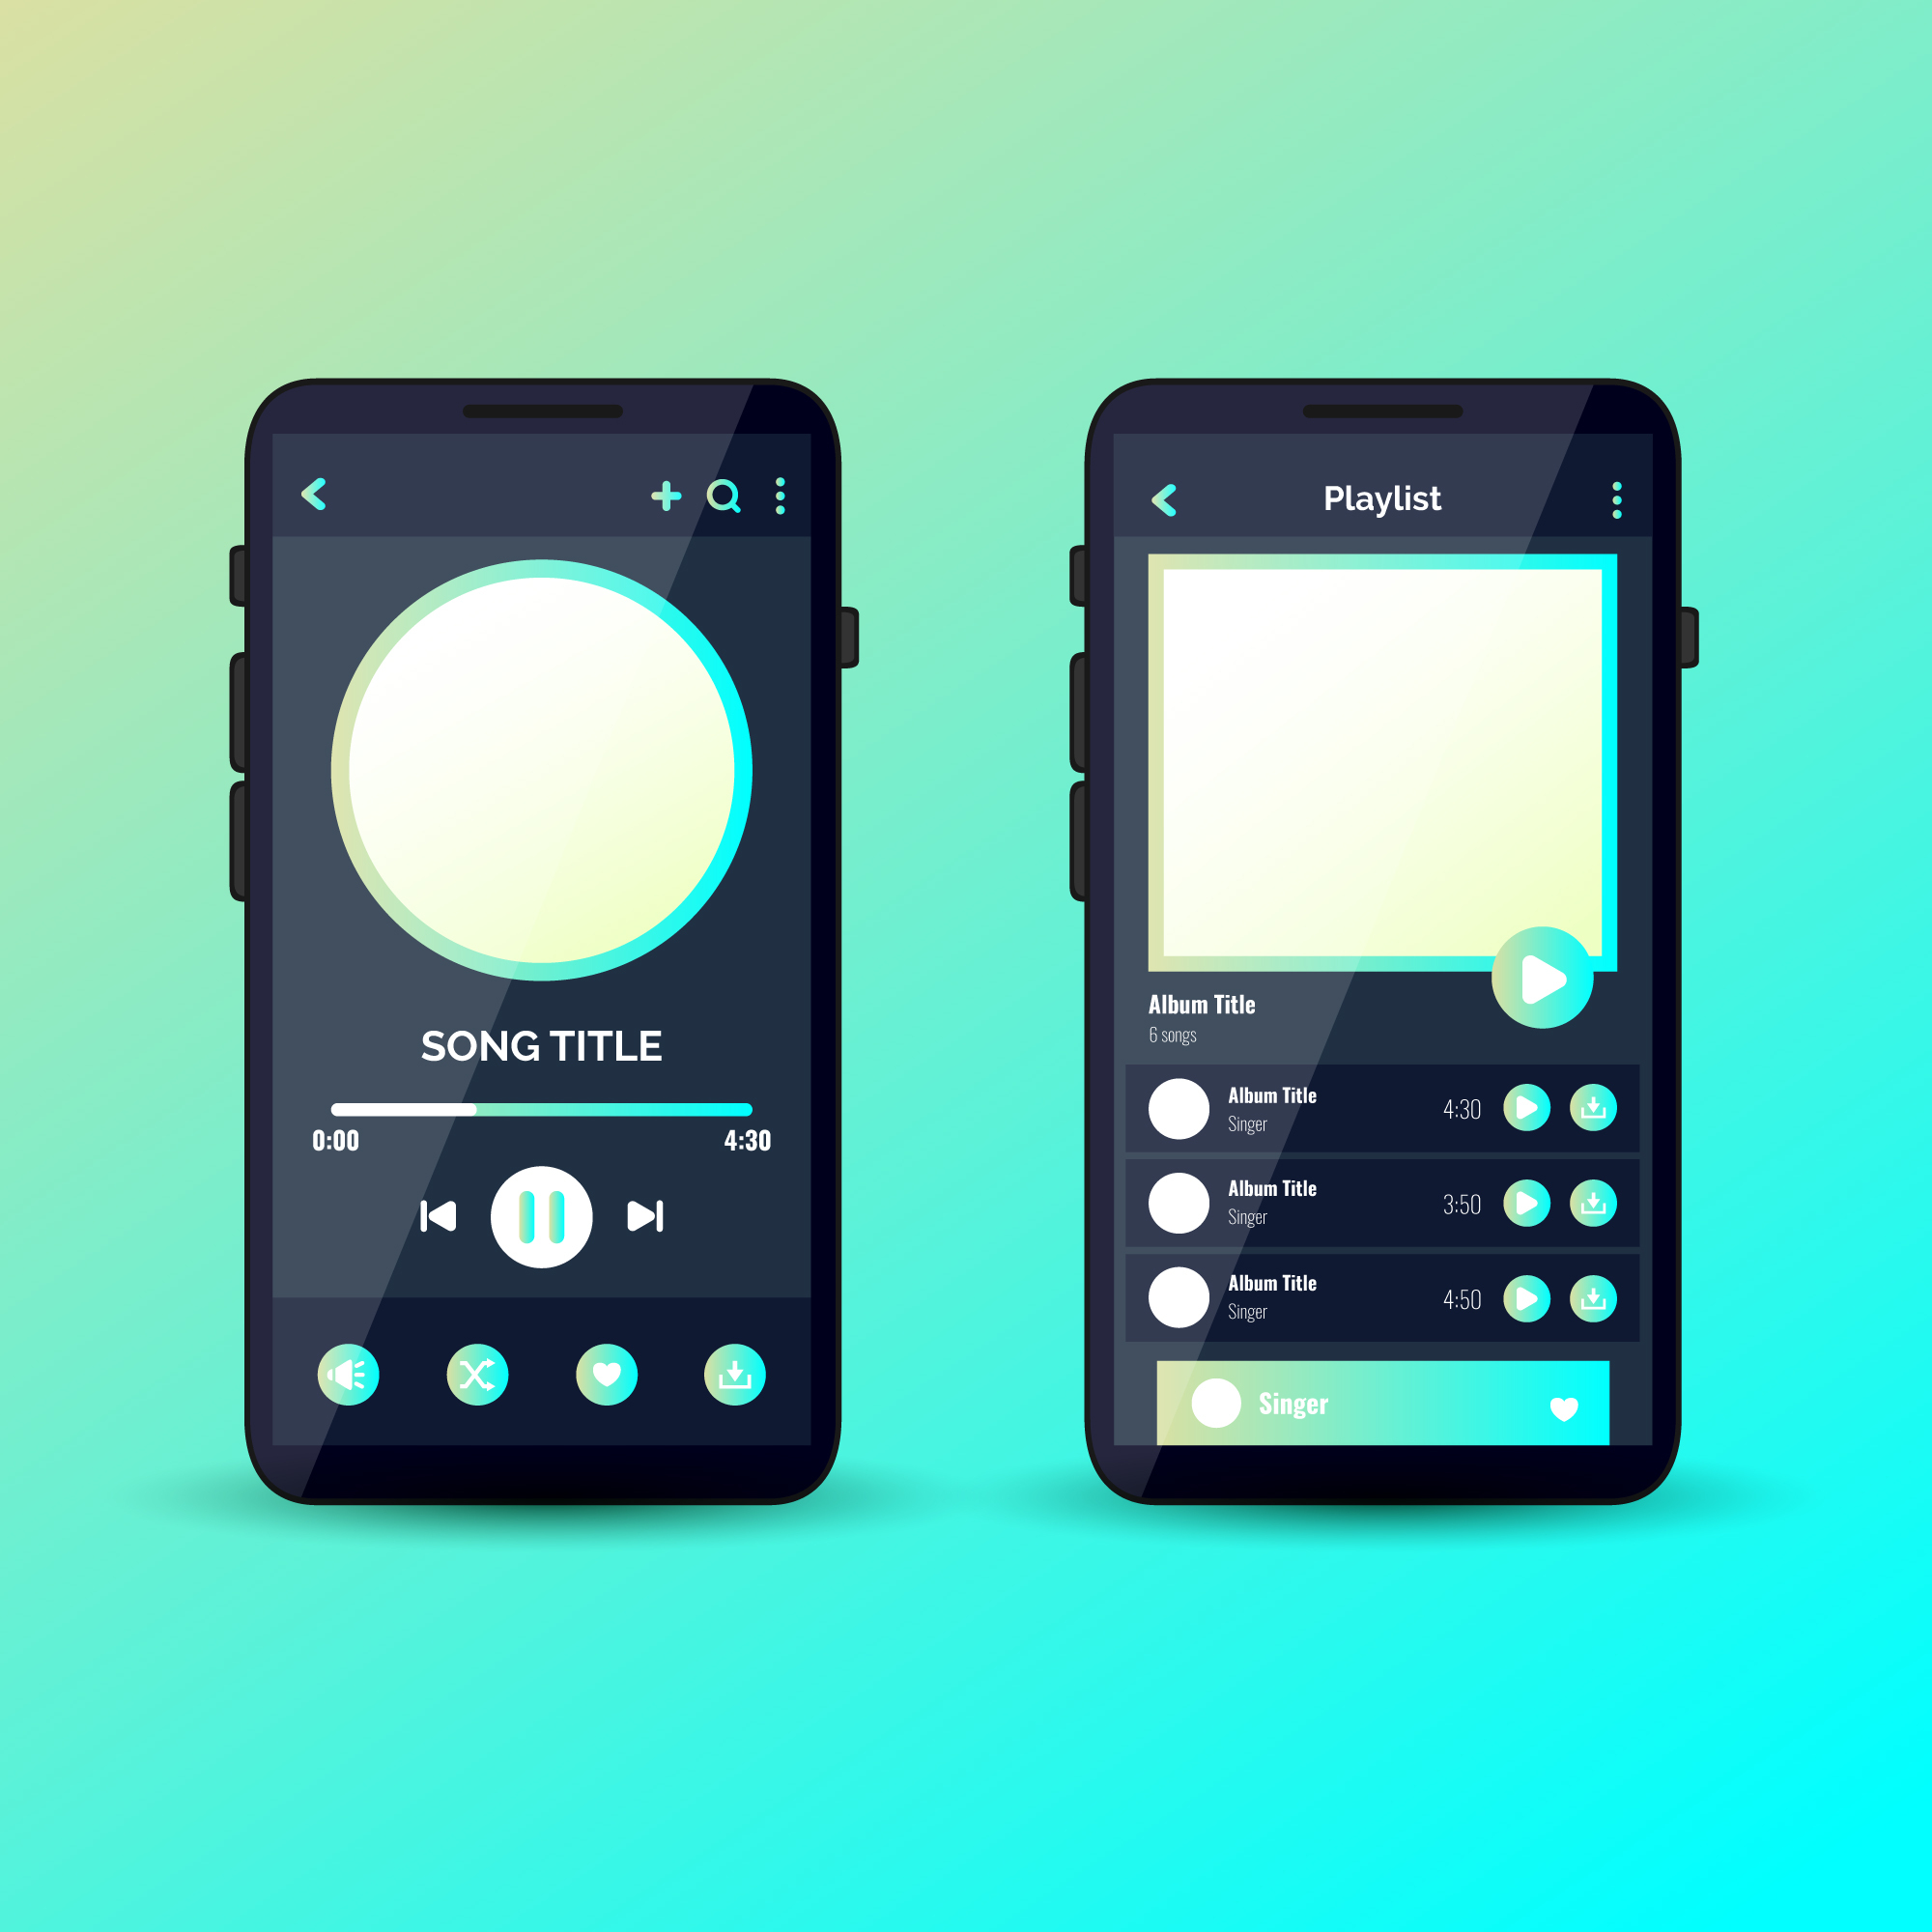 SONG TITLE
0:00 4:30
Playlist
Album Title
6 songs
Album Title
Singer
4:30
Album Title
Singer
3:50
Album Title
Singer
4:50
Singer